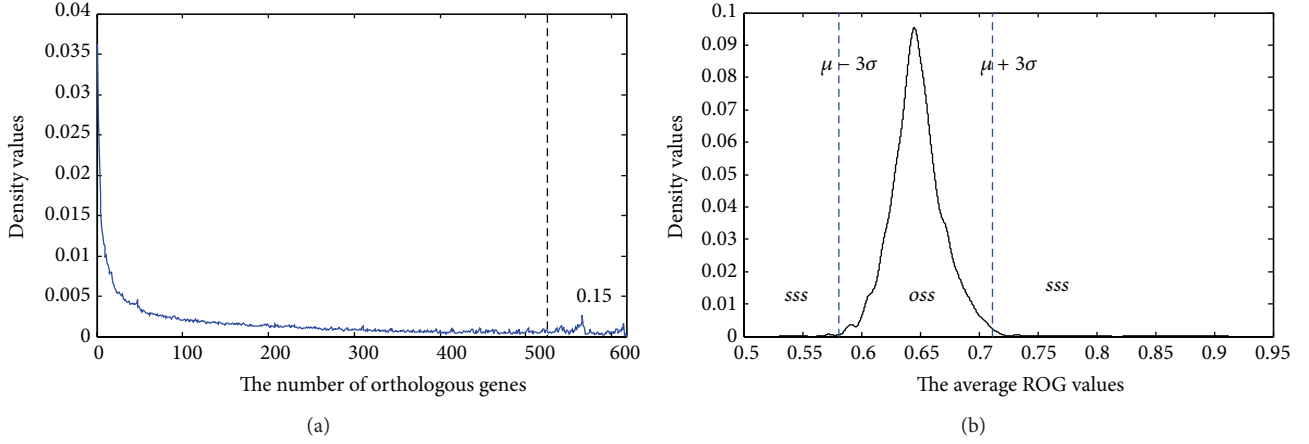 0.04
0.035
0.03
0.025
0.02
0.015
0.01
0.005
0
Density values
0.15
0 100 200 300 400 500 600
The number of orthologous genes
(a)
0.1
0.09
0.08
0.07
0.06
0.05
0.04
0.03
0.02
0.01
0
Density values
μ − 3σ μ + 3σ
sss oss sss
0.5 0.55 0.6 0.65 0.7 0.75 0.8 0.85 0.9 0.95
The average ROG values
(b)